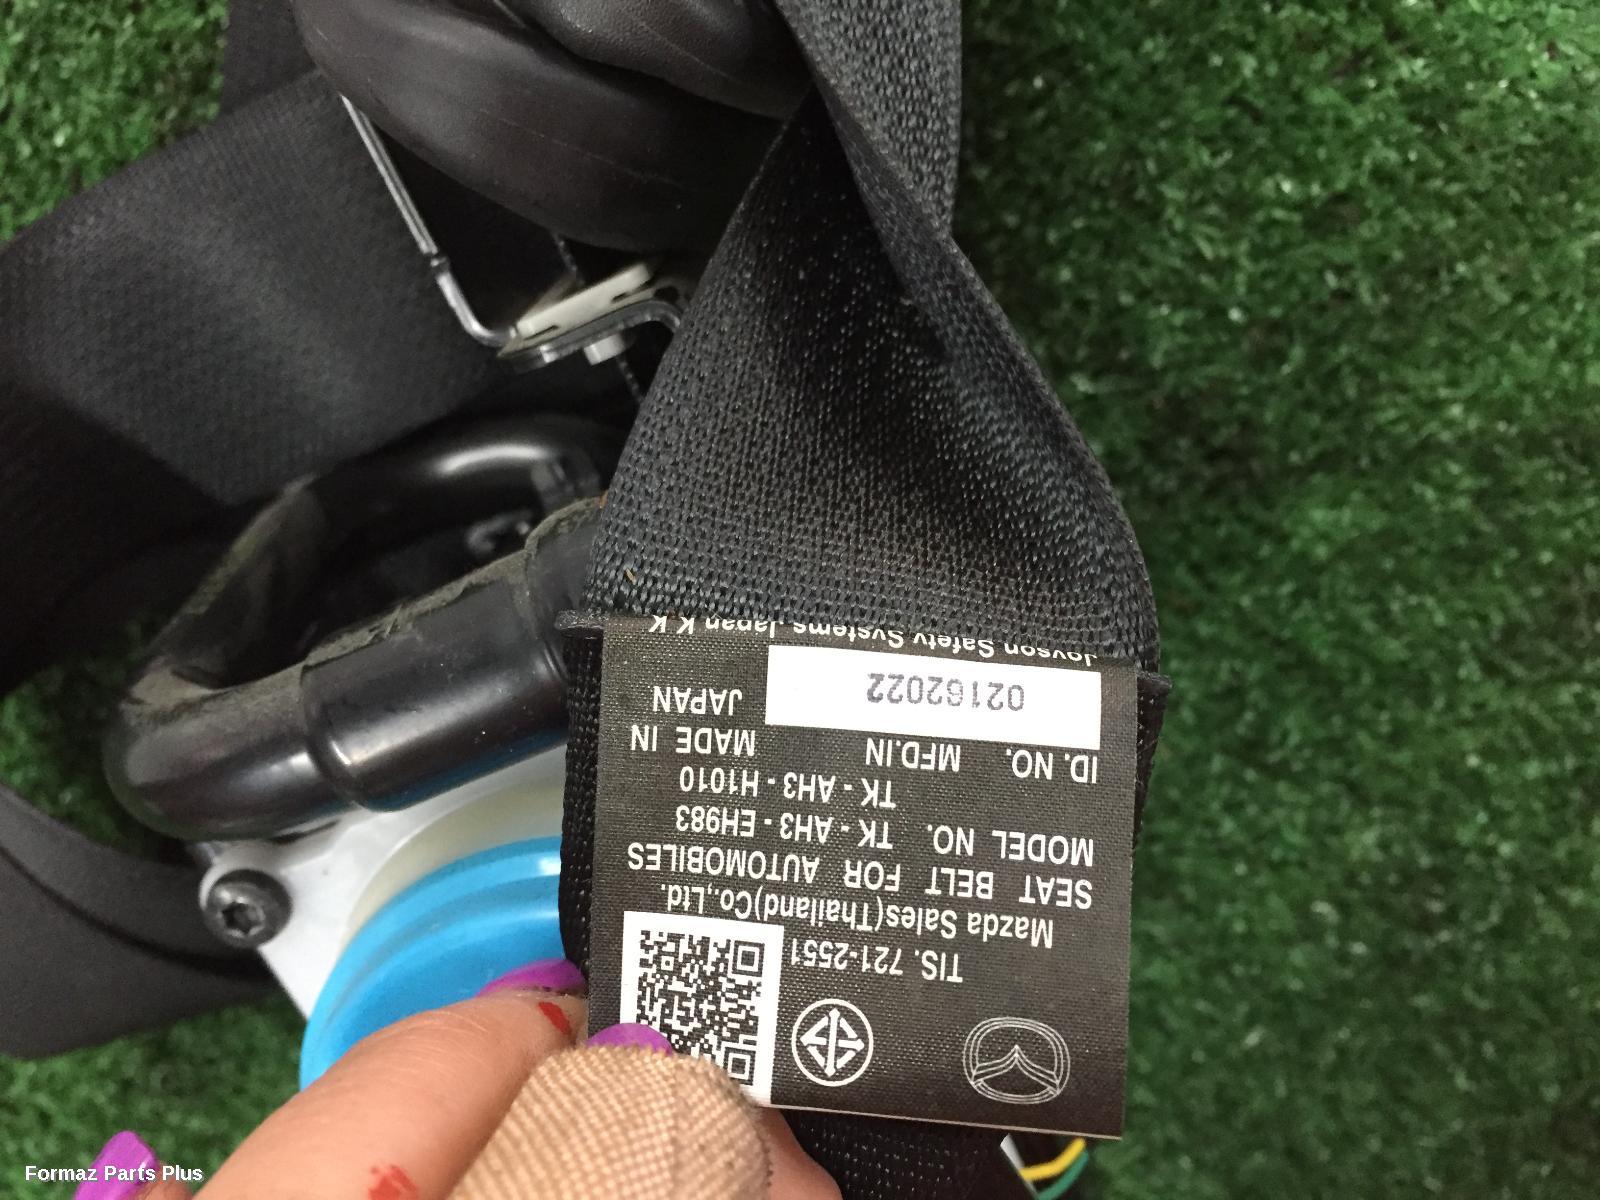 TIS. 721-2551
Mazda Sales(Thailand)Co.,Ltd.
SEAT BELT FOR AUTOMOBILES
MODEL NO. TK - AH3 - EH983
TK - AH3 - H1010
ID. NO. MFD.IN MADE IN
02162022 JAPAN
Joyson Safety Systems Japan K K
Formaz Parts Plus